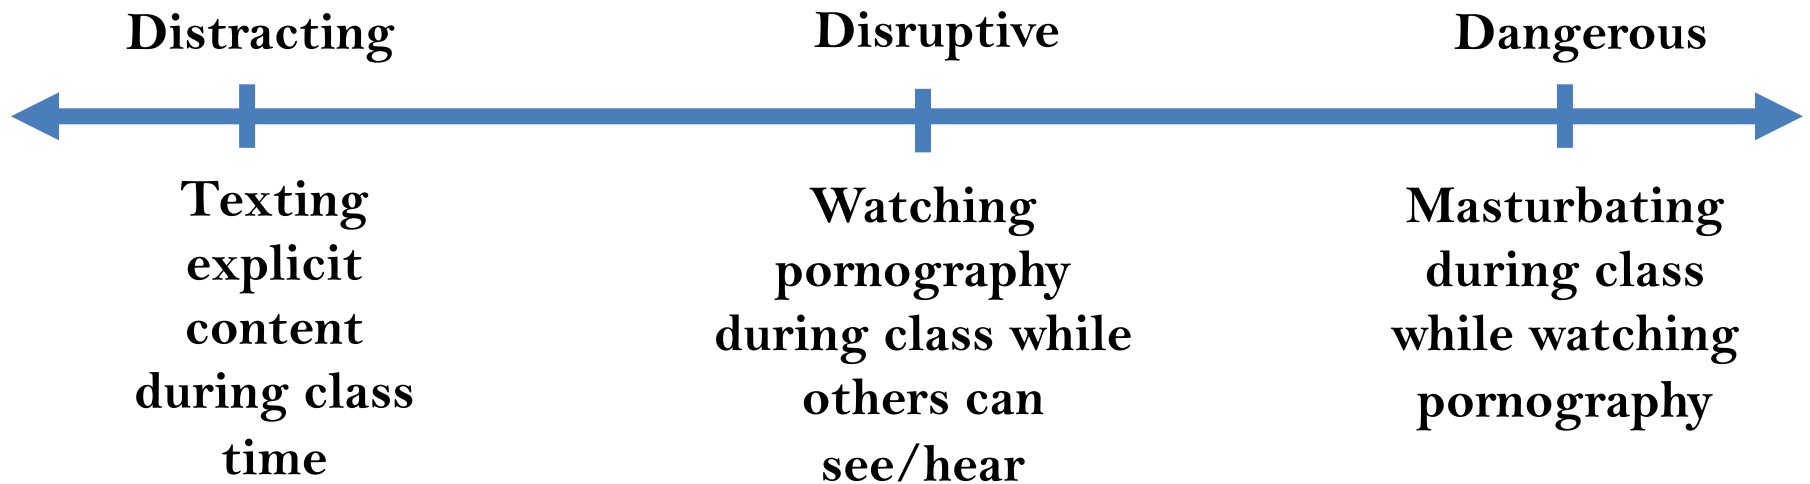 Distracting
Disruptive
Dangerous
Texting
explicit
content
during class
time
Watching
pornography
during class while
others can
see/hear
Masturbating
during class
while watching
pornography